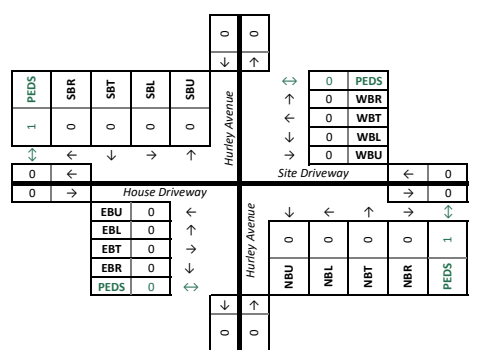 0 0
↓ ↑
PEDS SBR SBT SBL SBU
1 0 0 0 0
↕ ← ↓ → ↑
Hurley Avenue
↔ 0 PEDS
↑ 0 WBR
← 0 WBT
↓ 0 WBL
→ 0 WBU
0 ←
0 →
House Driveway
Site Driveway
← 0
→ 0
EBU 0 ←
EBL 0 ↑
EBT 0 →
EBR 0 ↓
PEDS 0 ↔
Hurley Avenue
↓ ← ↑ → ↕
0 0 0 0 1
NBU NBL NBT NBR PEDS
↓ ↑
0 0